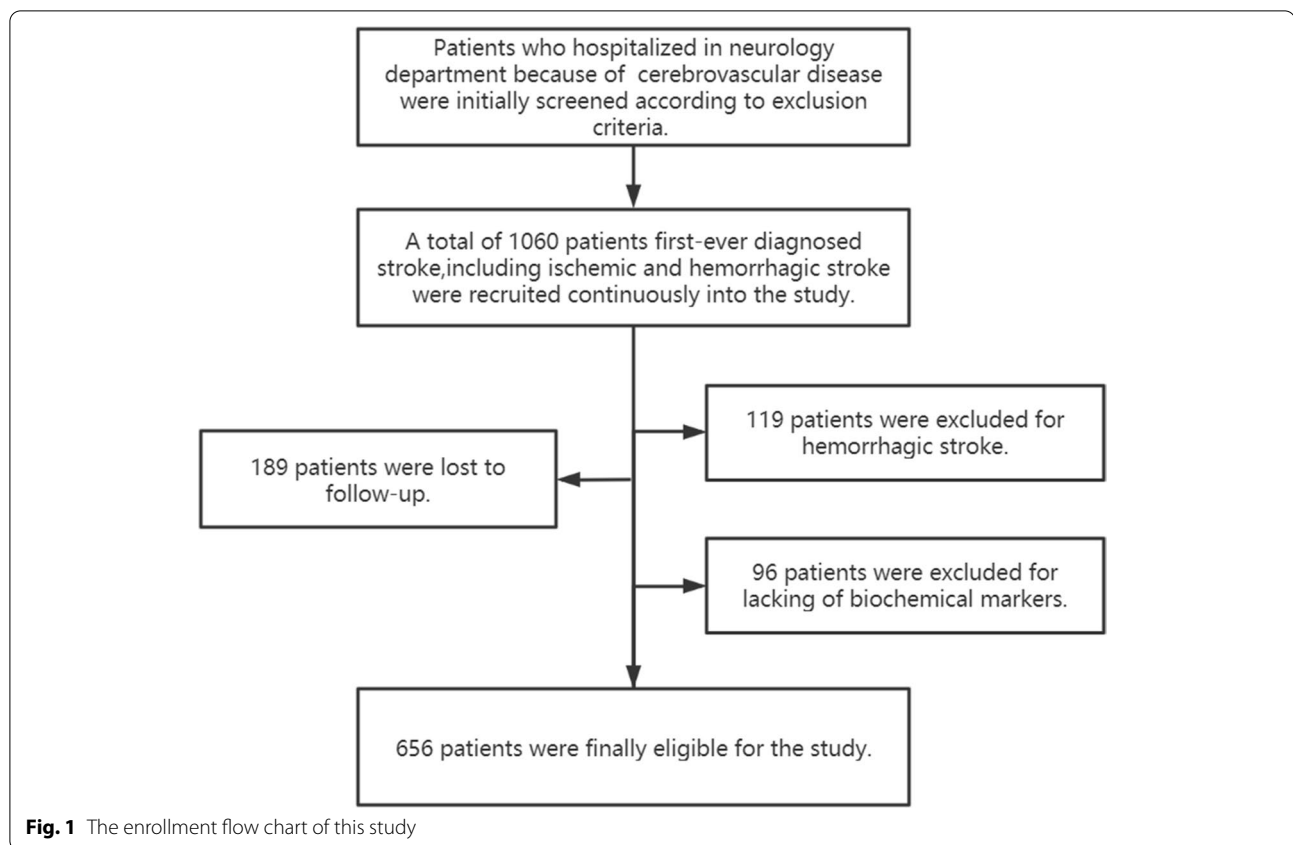 Patients who hospitalized in neurology
department because of cerebrovascular disease
were initially screened according to exclusion
criteria.
A total of 1060 patients first-ever diagnosed
stroke,including ischemic and hemorrhagic stroke
were recruited continuously into the study.
119 patients were excluded for
hemorrhagic stroke.
189 patients were lost to
follow-up.
96 patients were excluded for
lacking of biochemical markers.
656 patients were finally eligible for the study.
Fig. 1 The enrollment flow chart of this study